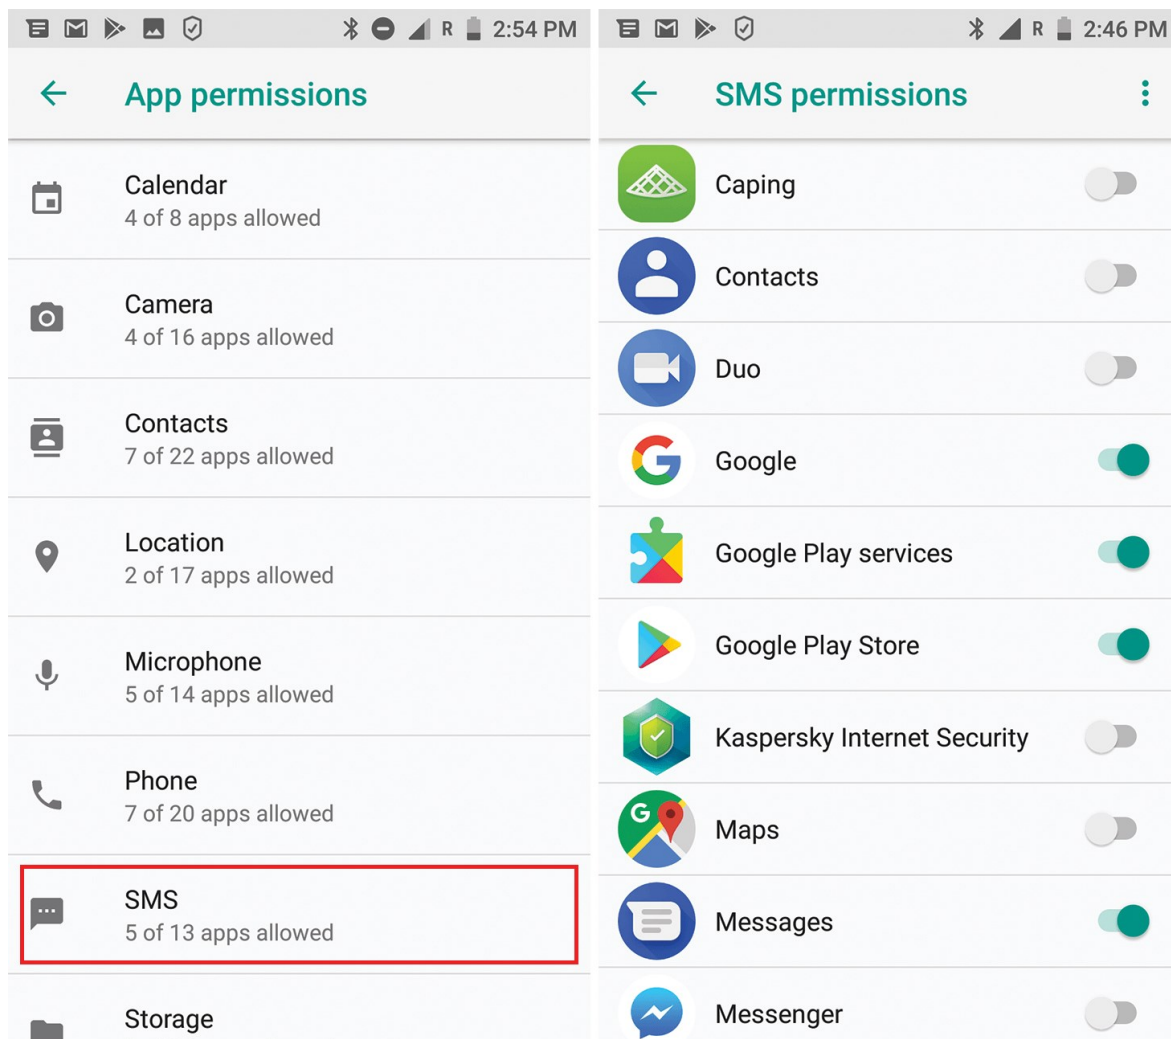 R 2:54 PM
App permissions
Calendar
4 of 8 apps allowed
Camera
4 of 16 apps allowed
Contacts
7 of 22 apps allowed
Location
2 of 17 apps allowed
Microphone
5 of 14 apps allowed
Phone
7 of 20 apps allowed
SMS
5 of 13 apps allowed
Storage
R 2:46 PM
SMS permissions
Caping
Contacts
Duo
Google
Google Play services
Google Play Store
Kaspersky Internet Security
Maps
Messages
Messenger